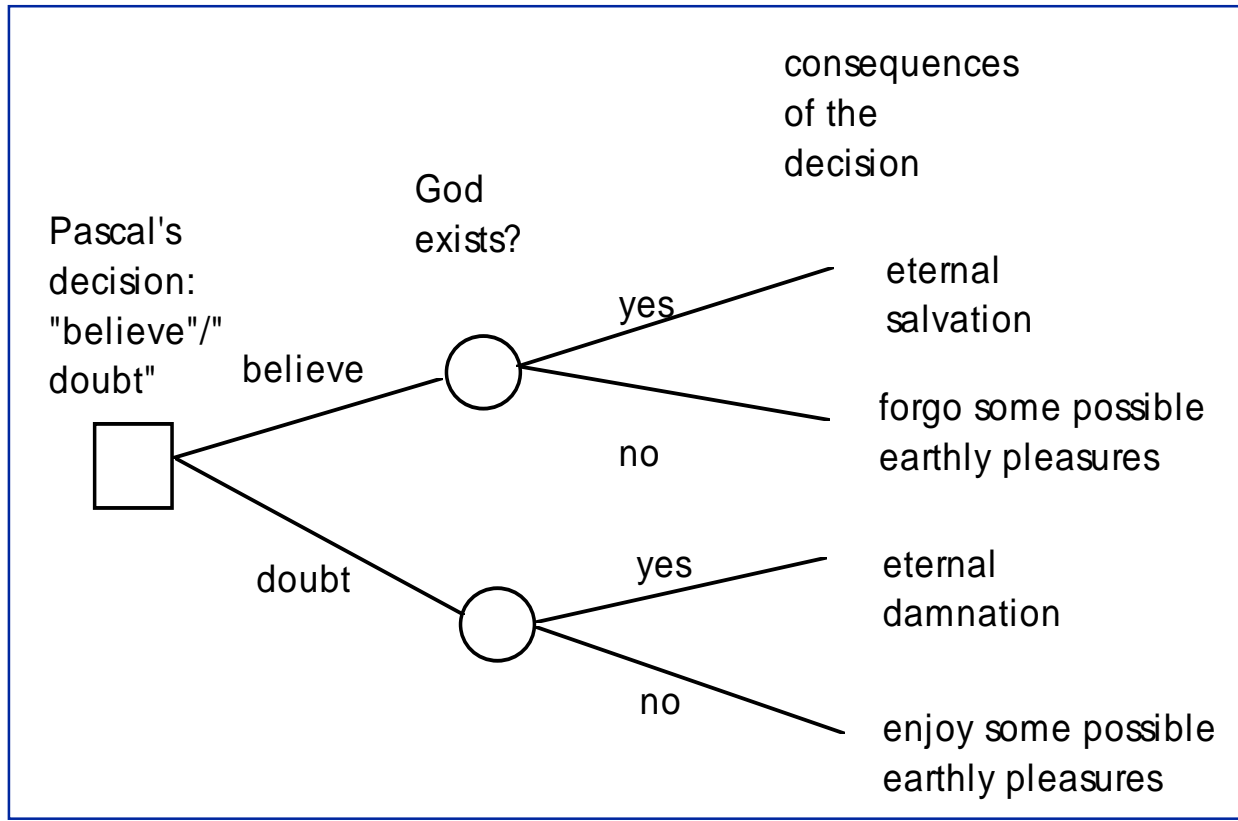 consequences
of the
decision
God
exists?
Pascal's
decision:
"believe"/"
doubt"
believe
yes
eternal
salvation
no
forgo some possible
earthly pleasures
doubt
yes
eternal
damnation
no
enjoy some possible
earthly pleasures